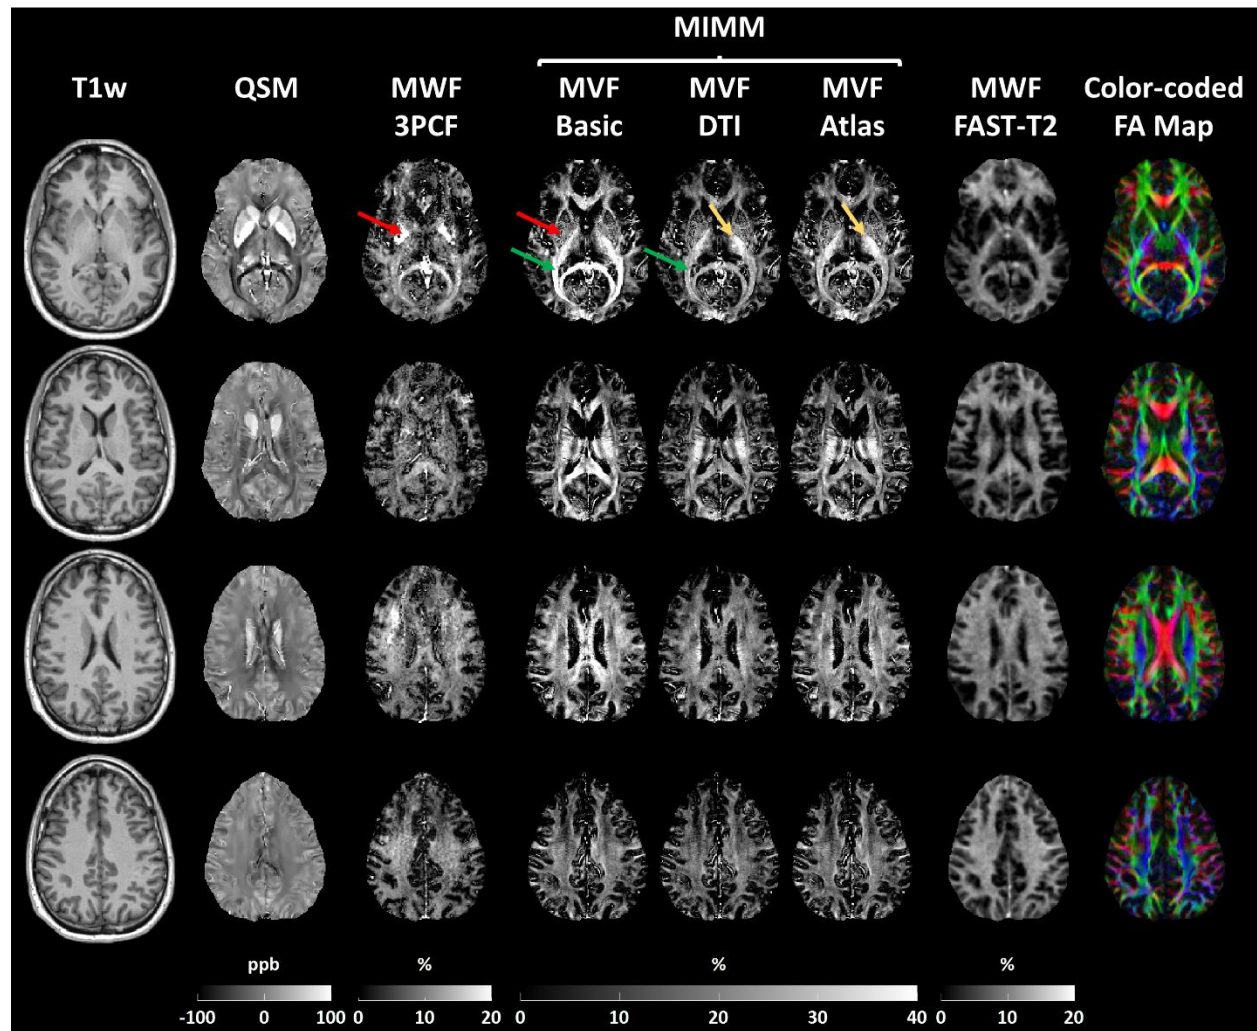 MIMM
T1w
QSM
MWF
3PCF
MVF
Basic
MVF
DTI
MVF
Atlas
MWF
FAST-T2
Color-coded
FA Map
ppb
%
%
%
-100 0 100
0 10 20
0 10 20 30 40
0 10 20